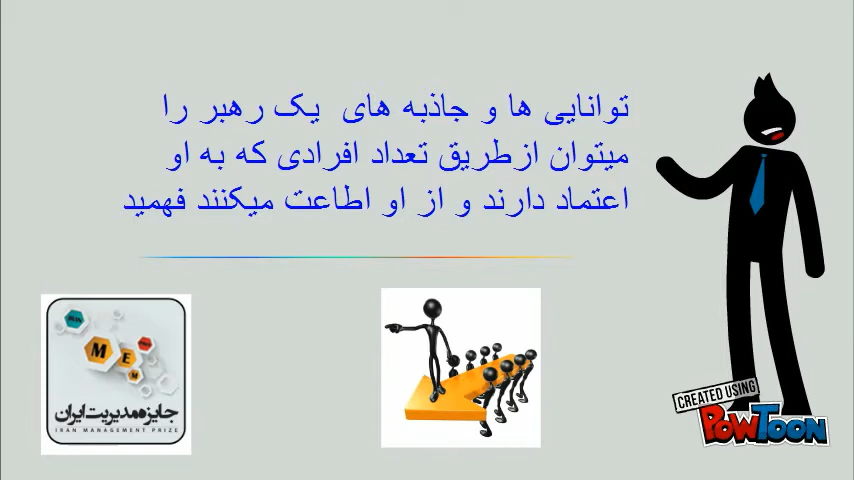 توانایی ها و جاذبه های یک رهبر را
میتوان ازطریق تعداد افرادی که به او
اعتماد دارند و از او اطاعت میکنند فهمید
M
E
جایزه مدیریت ایران
IRAN MANAGEMENT PRIZE
CREATED USING
POWTOON